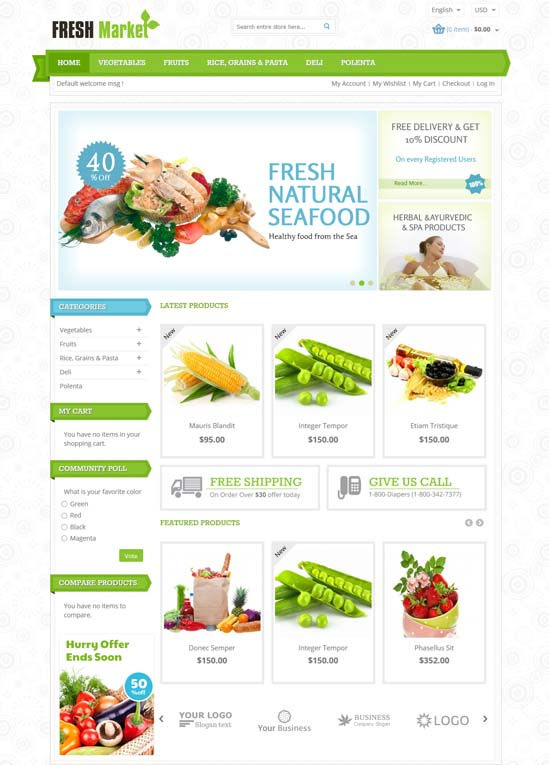 English USD
FRESH Market
Search entire store here...
(0 items) - $0.00
HOME VEGETABLES FRUITS RICE, GRAINS & PASTA DELI POLENTA
Default welcome msg !
My Account | My Wishlist | My Cart | Checkout | Log In
40
% Off
FRESH
NATURAL
SEAFOOD
Healthy food from the Sea
FREE DELIVERY & GET
10% DISCOUNT
On every Registered Users
Read More...
100%
HERBAL &AYURVEDIC
& SPA PRODUCTS
CATEGORIES
Vegetables +
Fruits +
Rice, Grains & Pasta +
Deli +
Polenta
MY CART
You have no items in your
shopping cart.
COMMUNITY POLL
What is your favorite color
Green
Red
Black
Magenta
Vote
COMPARE PRODUCTS
You have no items to
compare.
Hurry Offer
Ends Soon
50
%off
LATEST PRODUCTS
New
New
New
Mauris Blandit
Integer Tempor
Etiam Tristique
$95.00
$150.00
$150.00
FREE SHIPPING
On Order Over $30 offer today
GIVE US CALL
1-800-Diapers (1-800-342-7377)
FEATURED PRODUCTS
New
Donec Semper
Integer Tempor
Phasellus Sit
$150.00
$150.00
$352.00
YOUR LOGO
Slogan text
Your Business
BUSINESS
Company Slogan
LOGO